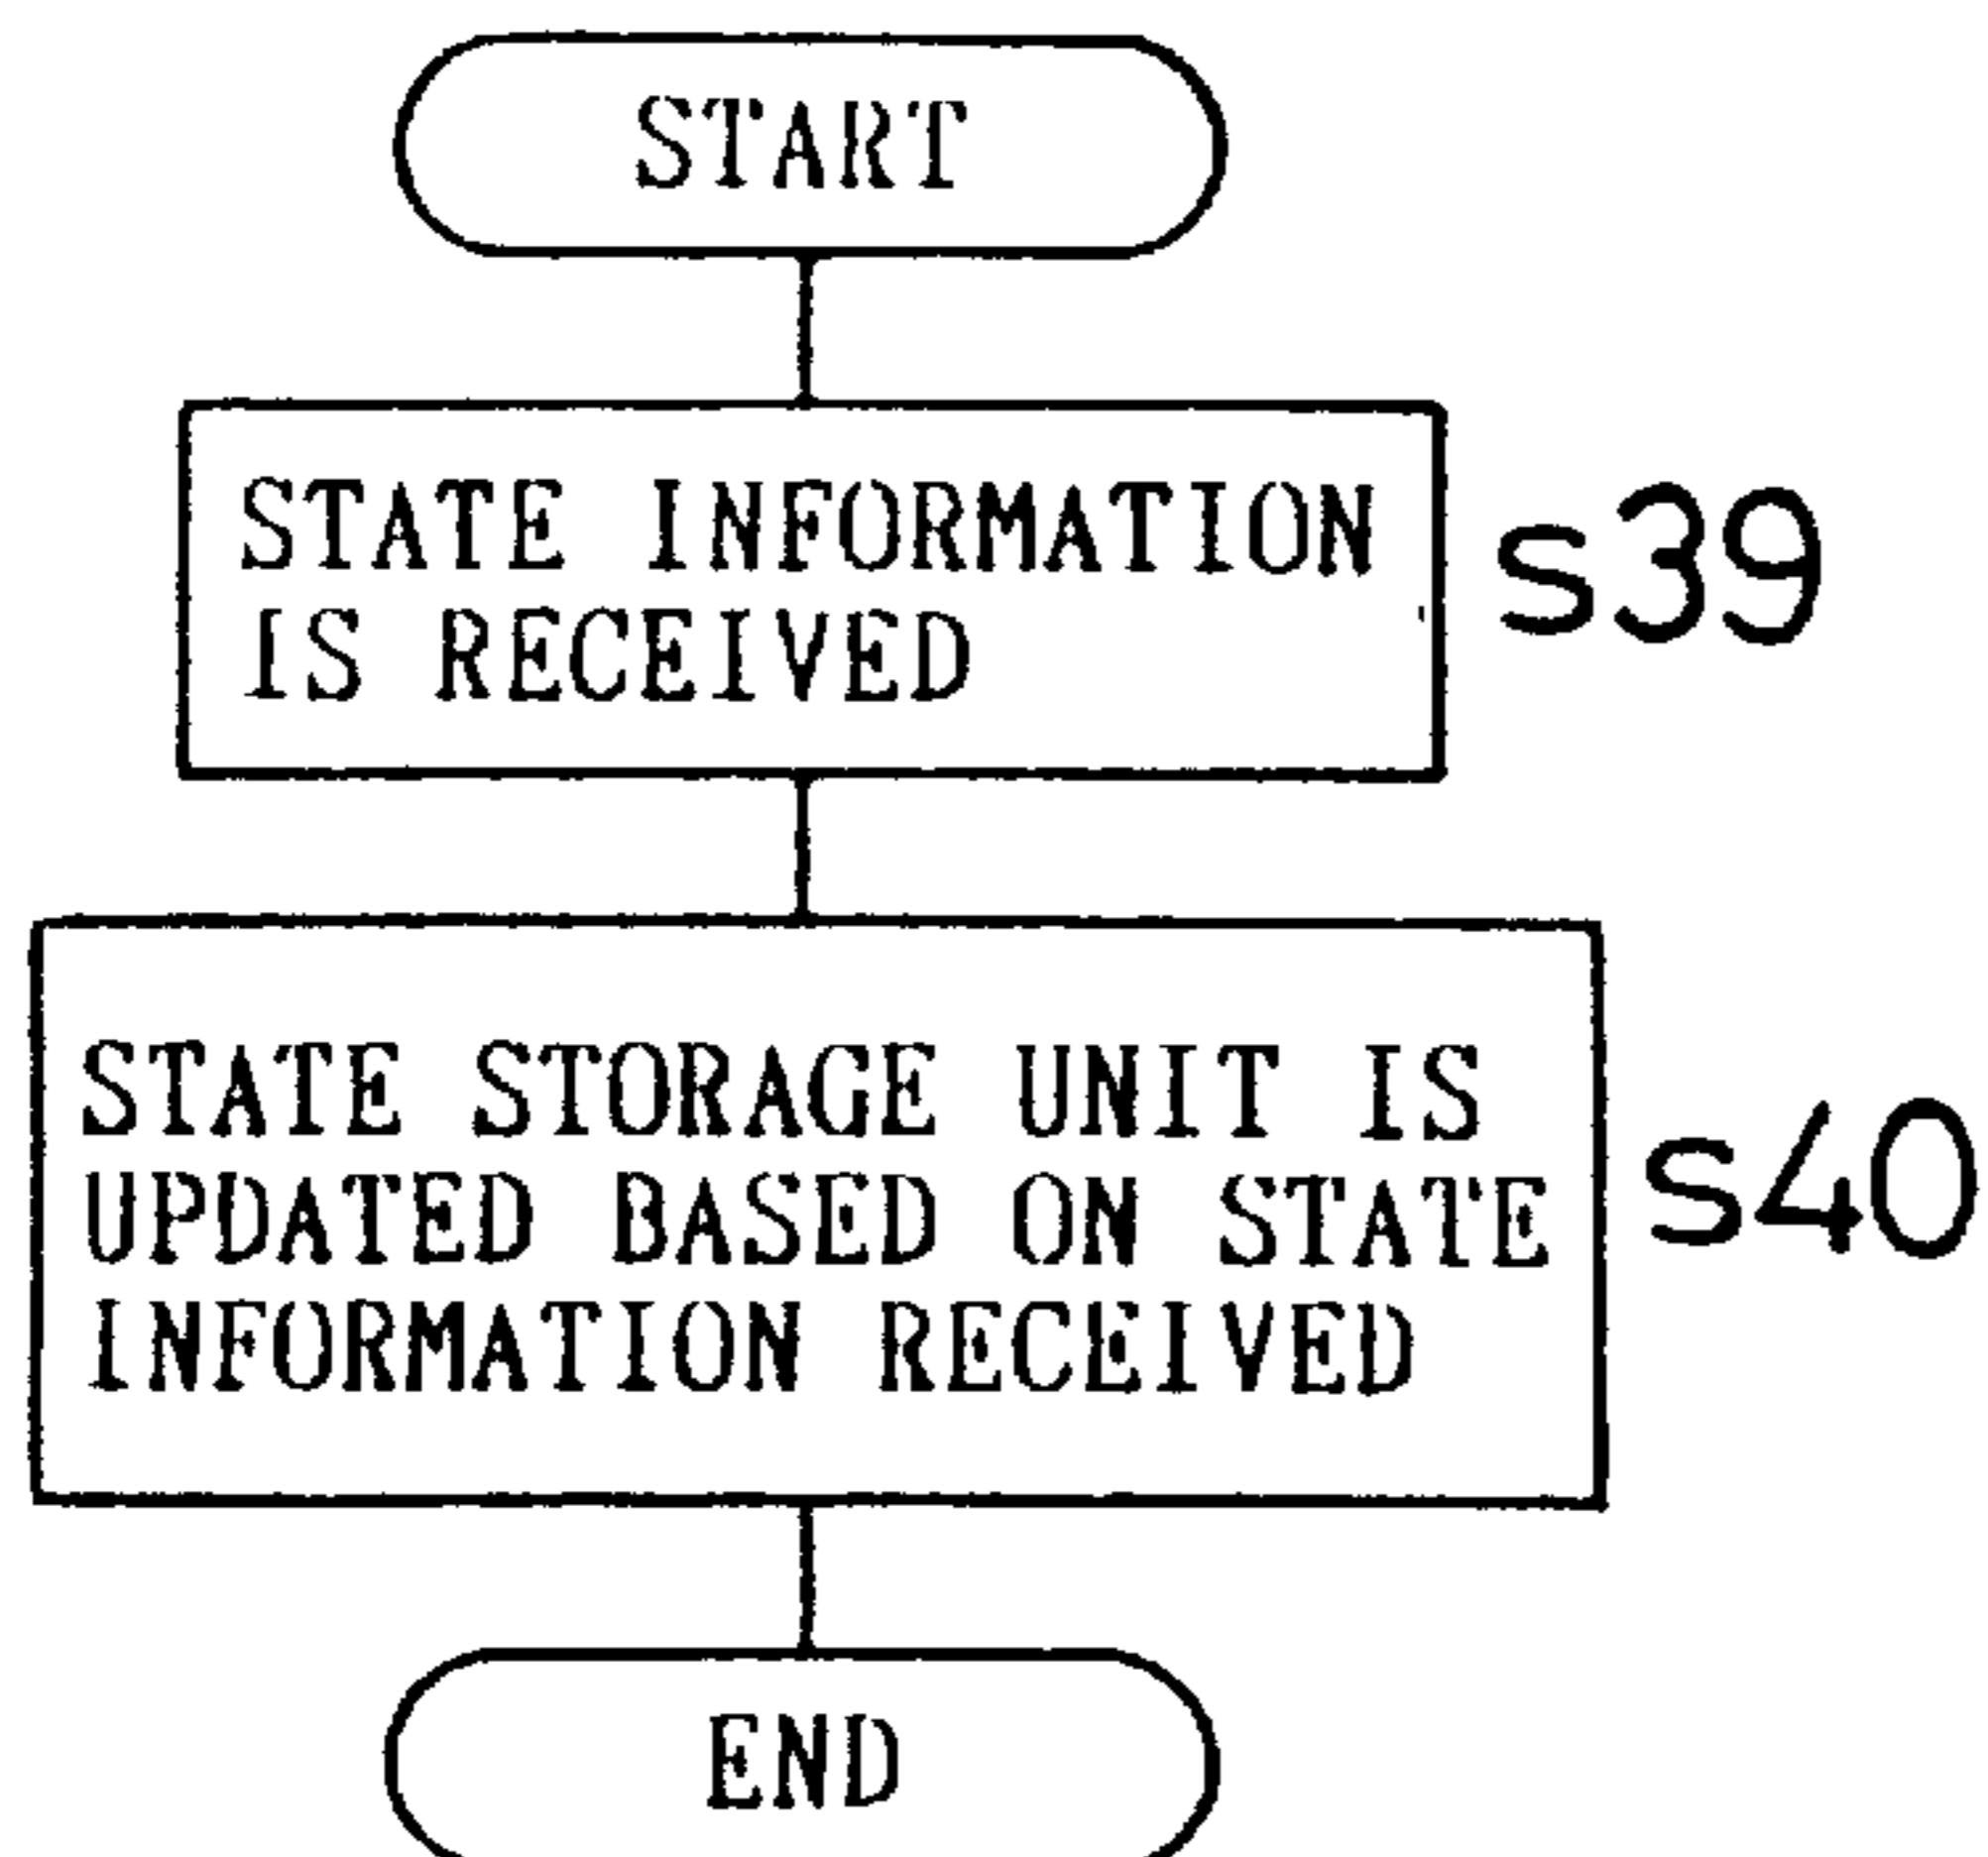 START
STATE INFORMATION
IS RECEIVED
s39
STATE STORAGE UNIT IS
UPDATED BASED ON STATE
INFORMATION RECEIVED
s40
END